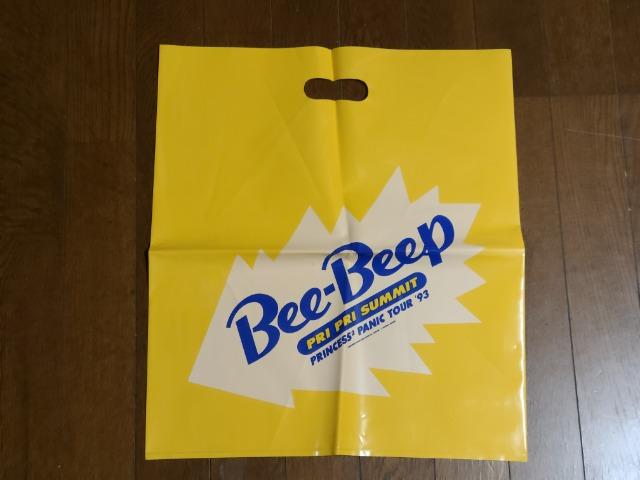 Bee-Beep
PRI PRI SUMMIT
PRINCESS² PANIC TOUR '93